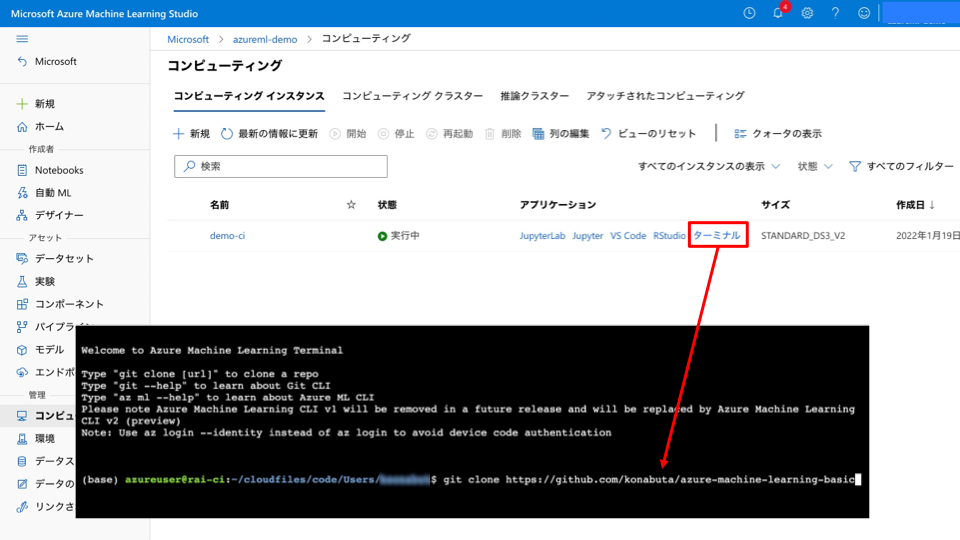 Microsoft Azure Machine Learning Studio
4
Microsoft > azureml-demo > コンピューティング
Microsoft
コンピューティング
コンピューティング インスタンス コンピューティング クラスター 推論クラスター アタッチされたコンピューティング
新規
ホーム
作成者
Notebooks
自動 ML
デザイナー
アセット
データセット
実験
コンポーネント
パイプライン
モデル
エンドポ
管理
コンピュ
環境
データス
データの
リンクさ
新規 最新の情報に更新 開始 停止 再起動 削除 列の編集 ビューのリセット クォータの表示
検索 すべてのインスタンスの表示 状態 すべてのフィルター
名前 状態 アプリケーション サイズ 作成日 ↓
demo-ci 実行中 JupyterLab Jupyter VS Code RStudio ターミナル STANDARD_DS3_V2 2022年1月19日
Welcome to Azure Machine Learning Terminal
Type "git clone [url]" to clone a repo
Type "git --help" to learn about Git CLI
Type "az ml --help" to learn about Azure ML CLI
Please note Azure Machine Learning CLI v1 will be removed in a future release and will be replaced by Azure Machine Learning
CLI v2 (preview)
Note: Use az login --identity instead of az login to avoid device code authentication
(base) azureuser@rai-ci:~/cloudfiles/code/Users/$ git clone https://github.com/konabuta/azure-machine-learning-basic